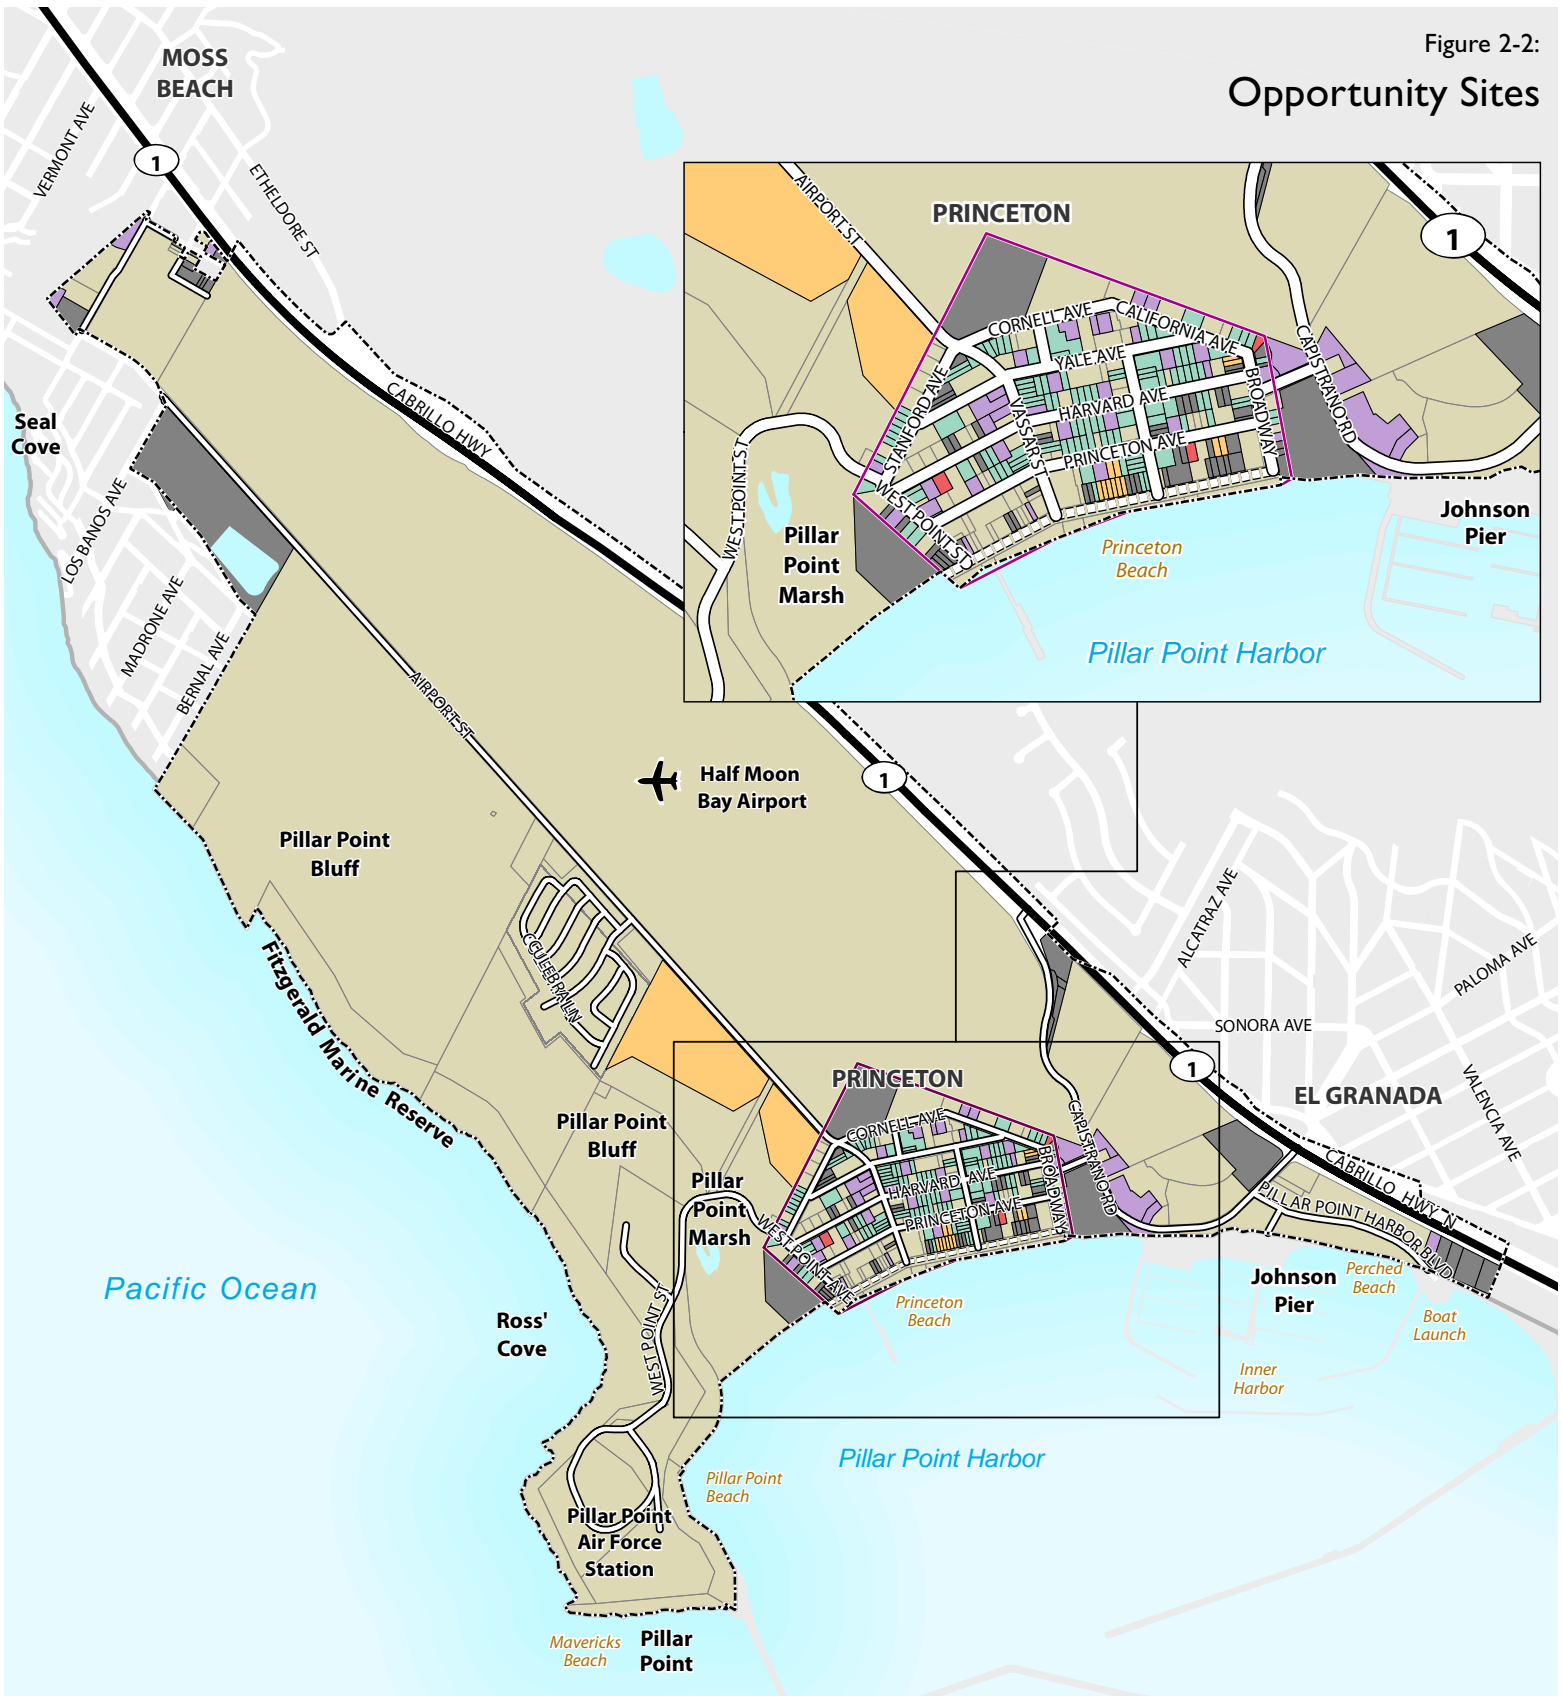 Figure 2-2:
Opportunity Sites
MOSS
BEACH
VERMONT AVE
1
ETHELDORE ST
CABRILLO HWY
Seal
Cove
LOS BANOS AVE
MADRONE AVE
BERNAL AVE
AIRPORT ST
PRINCETON
AIRPORT ST
1
CORNELL AVE
CALIFORNIA AVE
YALE AVE
CAPISTRANO RD
STANFORD AVE
HARVARD AVE
BROADWAY
VASSAR ST
PRINCETON AVE
WEST POINT ST
WEST POINT ST
Pillar
Point
Marsh
Princeton
Beach
Johnson
Pier
Pillar Point Harbor
Half Moon
Bay Airport
1
Pillar Point
Bluff
CULEBRA LN
Fitzgerald Marine Reserve
ALCATRAZ AVE
PALOMA AVE
SONORA AVE
1
EL GRANADA
VALENCIA AVE
PRINCETON
CORNELL AVE
CAPISTRANO RD
HARVARD AVE
BROADWAY
PRINCETON AVE
WEST POINT AVE
Pillar Point
Bluff
Pillar
Point
Marsh
CABRILLO HWY N
PILLAR POINT HARBOR BLVD
Pacific Ocean
Ross'
Cove
WEST POINT ST
Princeton
Beach
Johnson
Pier
Perched
Beach
Boat
Launch
Inner
Harbor
Pillar Point Harbor
Pillar Point
Beach
Pillar Point
Air Force
Station
Mavericks
Beach
Pillar
Point